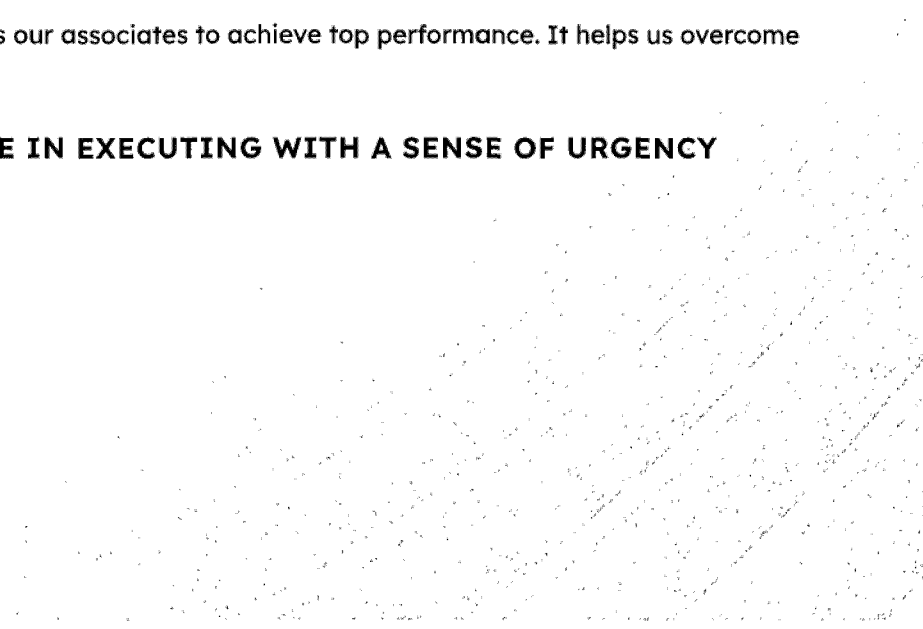 s our associates to achieve top performance. It helps us overcome
E IN EXECUTING WITH A SENSE OF URGENCY